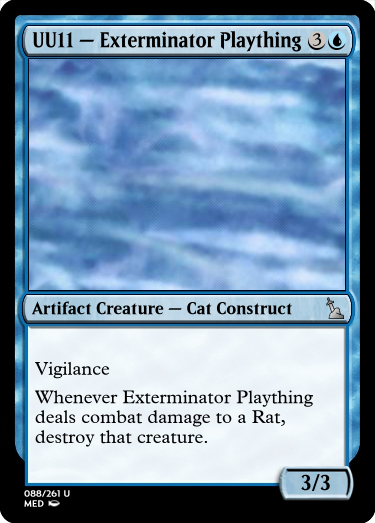 UU11 — Exterminator Plaything 3
Artifact Creature — Cat Construct
Vigilance
Whenever Exterminator Plaything
deals combat damage to a Rat,
destroy that creature.
3/3
088/261 U
MED